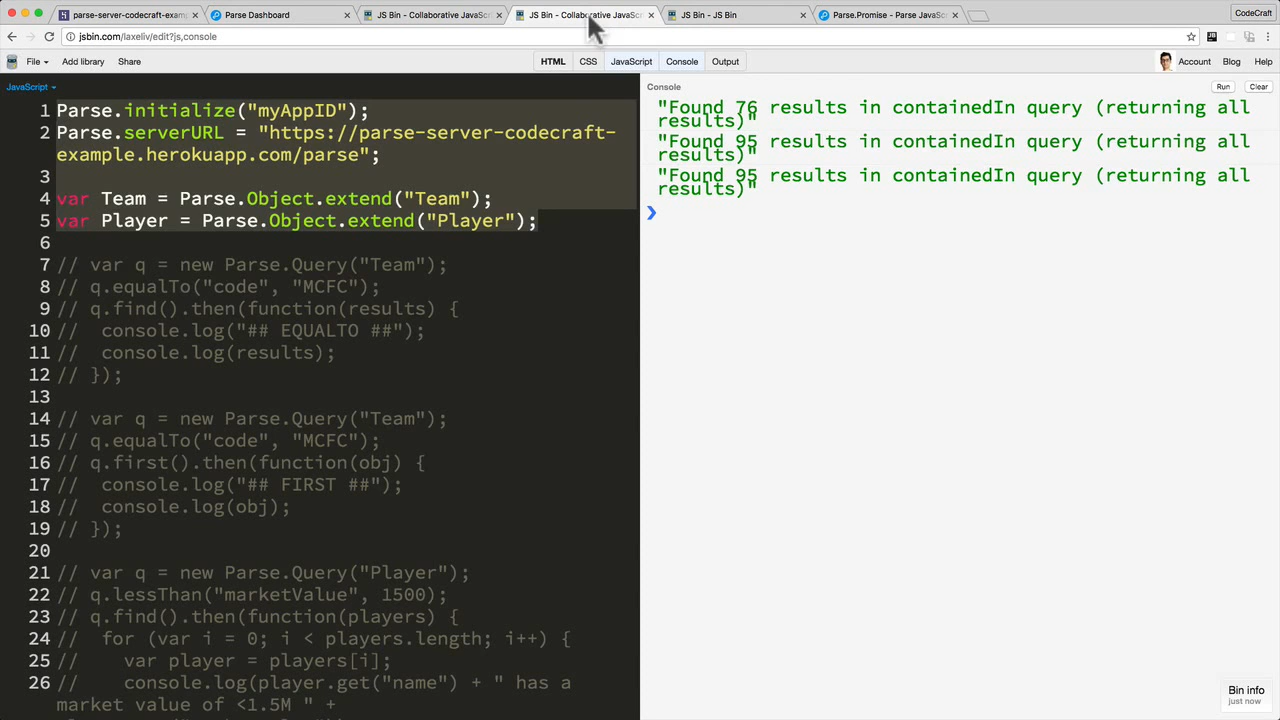 parse-server-codecraft-examp
Parse Dashboard
JS Bin - Collaborative JavaSc
JS Bin - Collaborative JavaSc
JS Bin - JS Bin
Parse.Promise - Parse JavaSc
CodeCraft
jsbin.com/laxeliv/edit?js,console
File
Add library
Share
HTML
CSS
JavaScript
Console
Output
Account
Blog
Help
JavaScript
1 Parse.initialize("myAppID");
2 Parse.serverURL = "https://parse-server-codecraft-
example.herokuapp.com/parse";
3
4 var Team = Parse.Object.extend("Team");
5 var Player = Parse.Object.extend("Player");
6
7 // var q = new Parse.Query("Team");
8 // q.equalTo("code", "MCFC");
9 // q.find().then(function(results) {
10 //  console.log("## EQUALTO ##");
11 //  console.log(results);
12 // });
13
14 // var q = new Parse.Query("Team");
15 // q.equalTo("code", "MCFC");
16 // q.first().then(function(obj) {
17 //  console.log("## FIRST ##");
18 //  console.log(obj);
19 // });
20
21 // var q = new Parse.Query("Player");
22 // q.lessThan("marketValue", 1500);
23 // q.find().then(function(players) {
24 //  for (var i = 0; i < players.length; i++) {
25 //    var player = players[i];
26 //    console.log(player.get("name") + " has a
market value of <1.5M " +
Console
Run
Clear
"Found 76 results in containedIn query (returning all
results)"
"Found 95 results in containedIn query (returning all
results)"
"Found 95 results in containedIn query (returning all
results)"
Bin info
just now